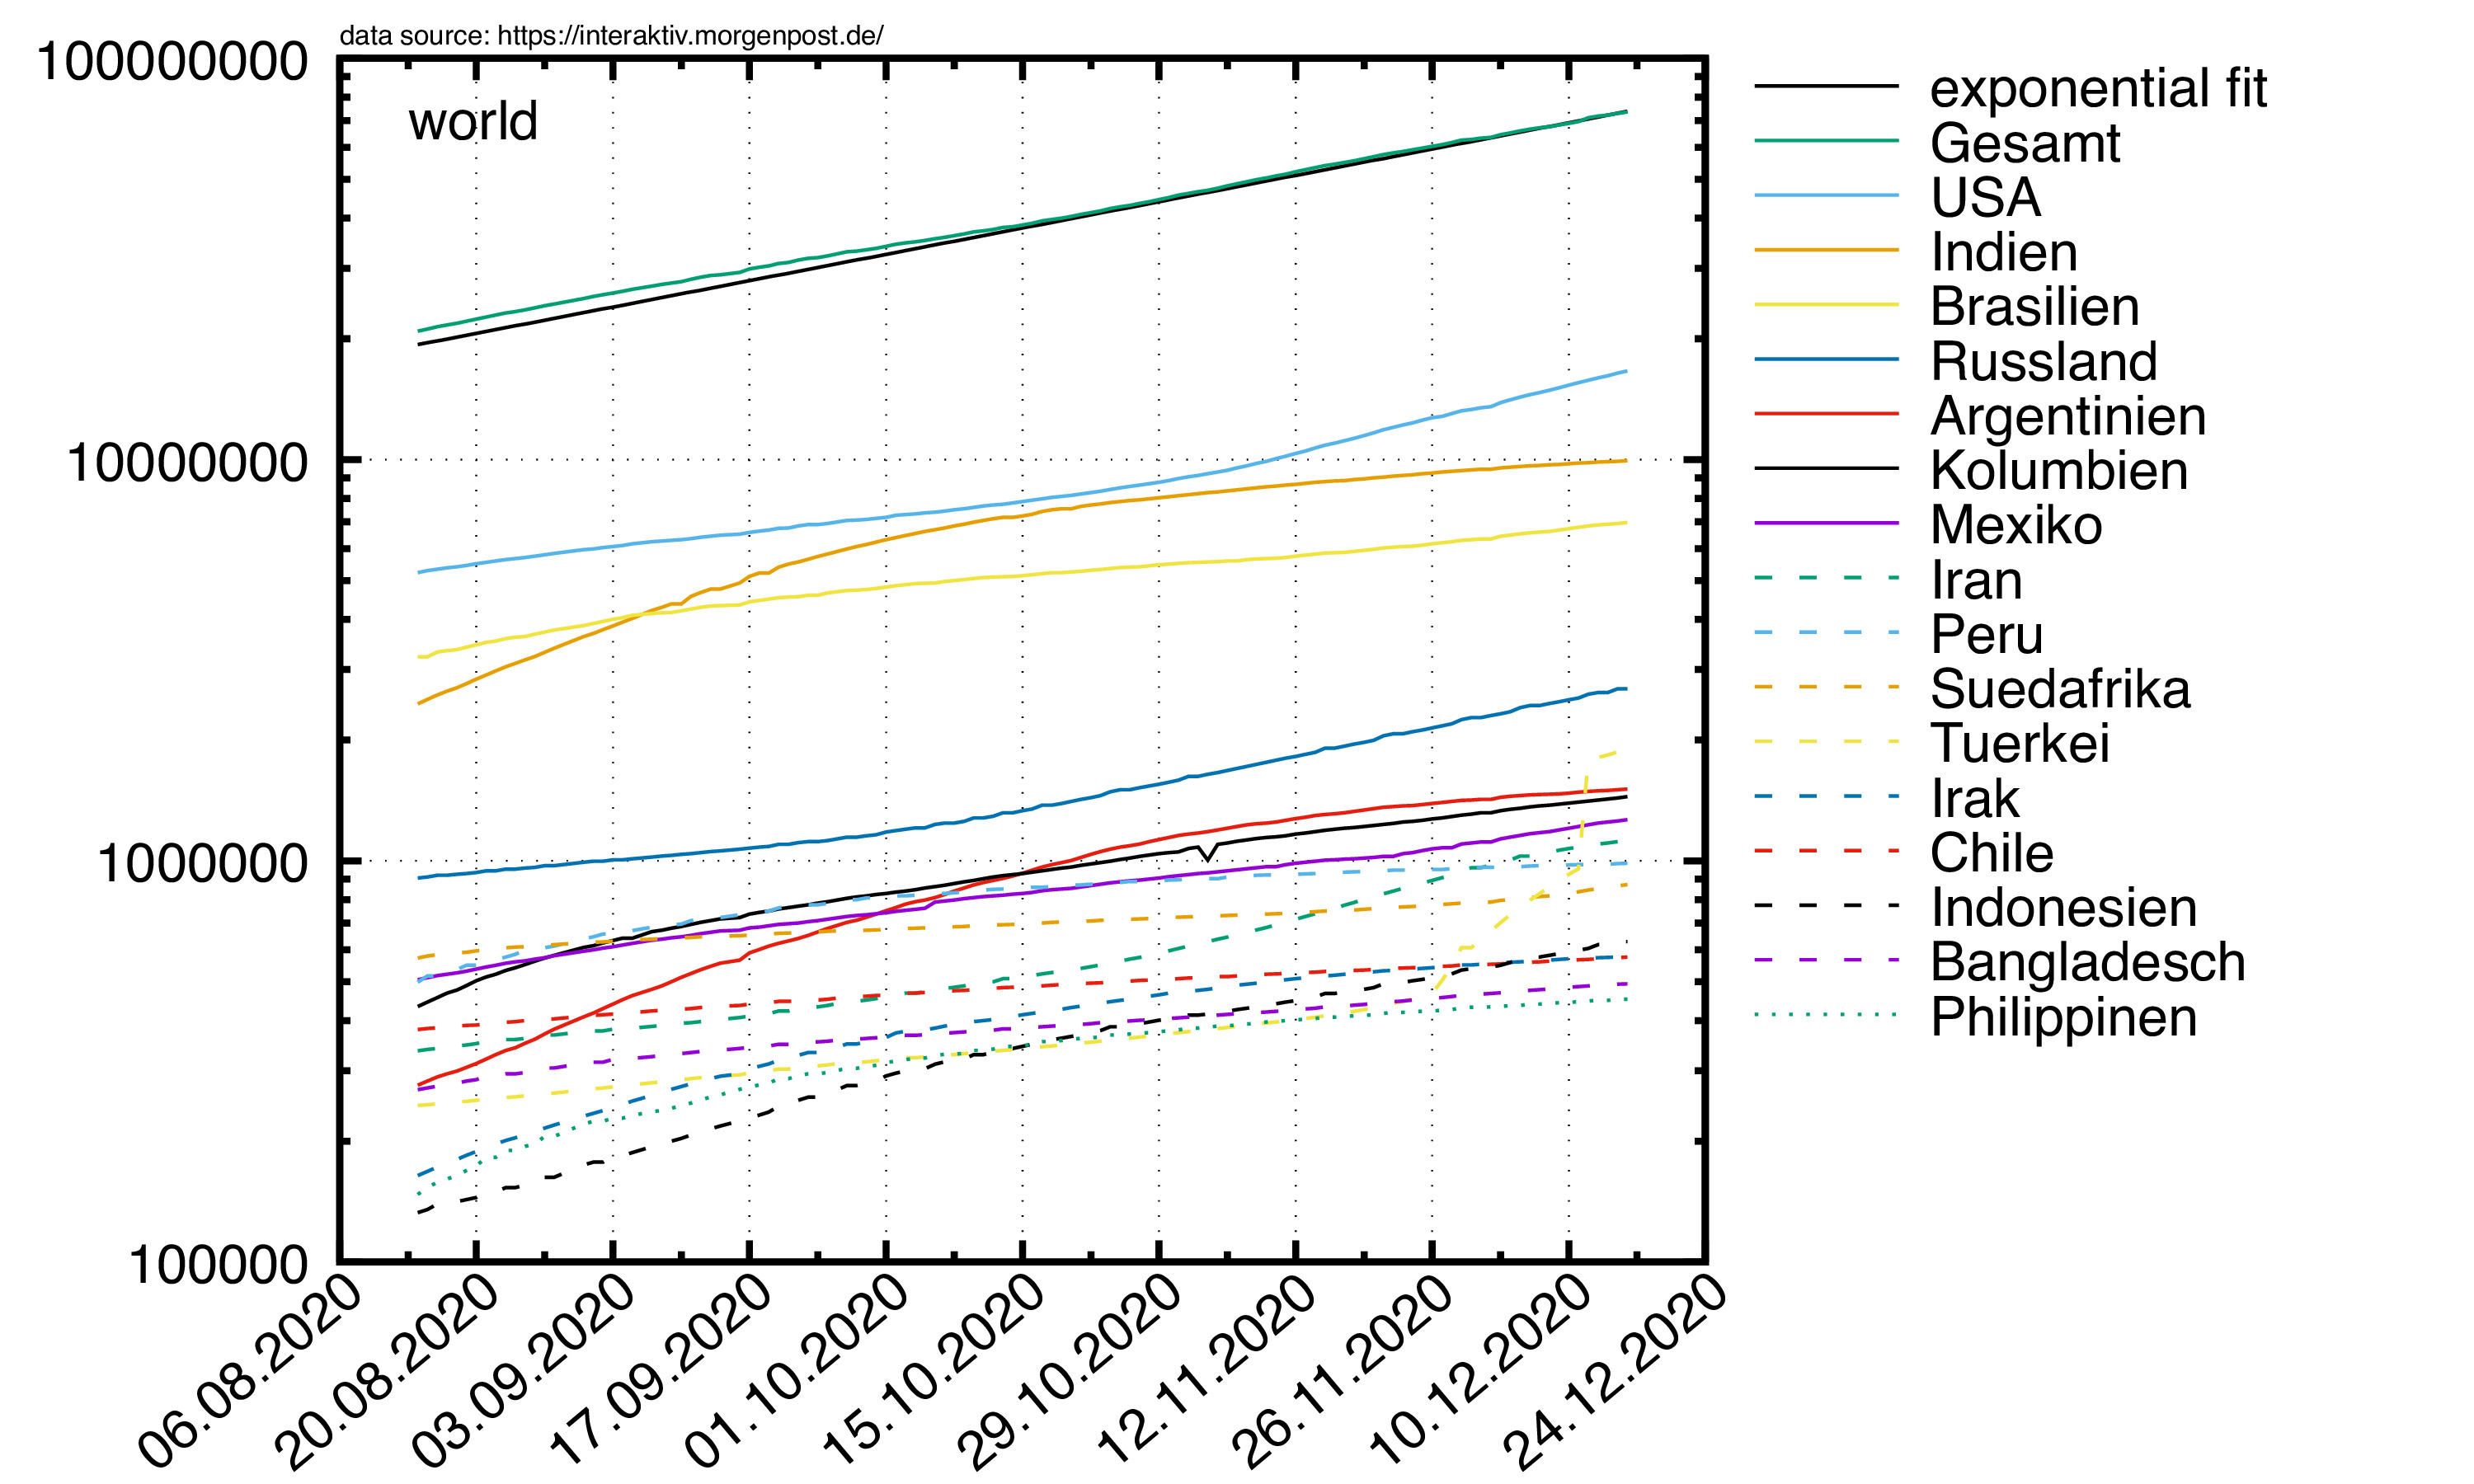 data source: https://interaktiv.morgenpost.de/
world
100000000
10000000
1000000
100000
06.08.2020
20.08.2020
03.09.2020
17.09.2020
01.10.2020
15.10.2020
29.10.2020
12.11.2020
26.11.2020
10.12.2020
24.12.2020
exponential fit
Gesamt
USA
Indien
Brasilien
Russland
Argentinien
Kolumbien
Mexiko
Iran
Peru
Suedafrika
Tuerkei
Irak
Chile
Indonesien
Bangladesch
Philippinen